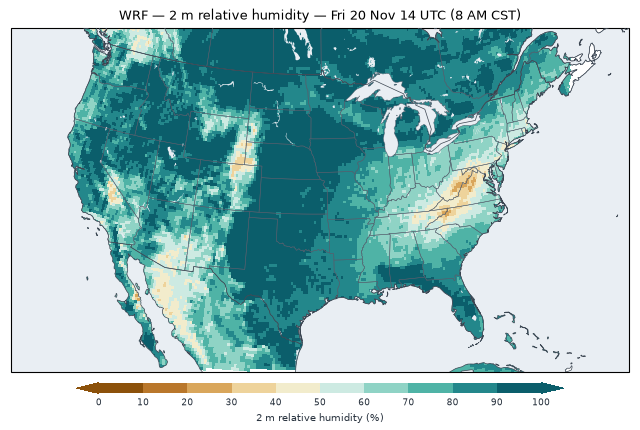 WRF — 2 m relative humidity — Fri 20 Nov 14 UTC (8 AM CST)
0 10 20 30 40 50 60 70 80 90 100
2 m relative humidity (%)